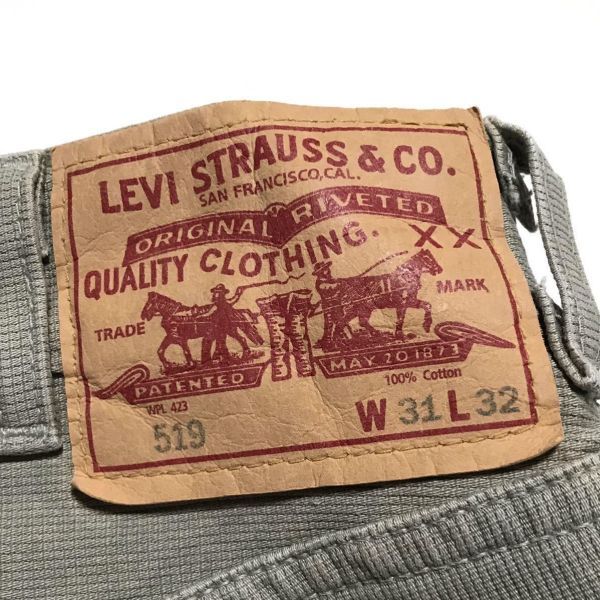 LEVI STRAUSS & CO.
SAN FRANCISCO, CAL.
ORIGINAL RIVETED
QUALITY CLOTHING. XX
TRADE MARK
PATENTED MAY 20 1873
WPL 423 100% Cotton
519 W 31 L 32